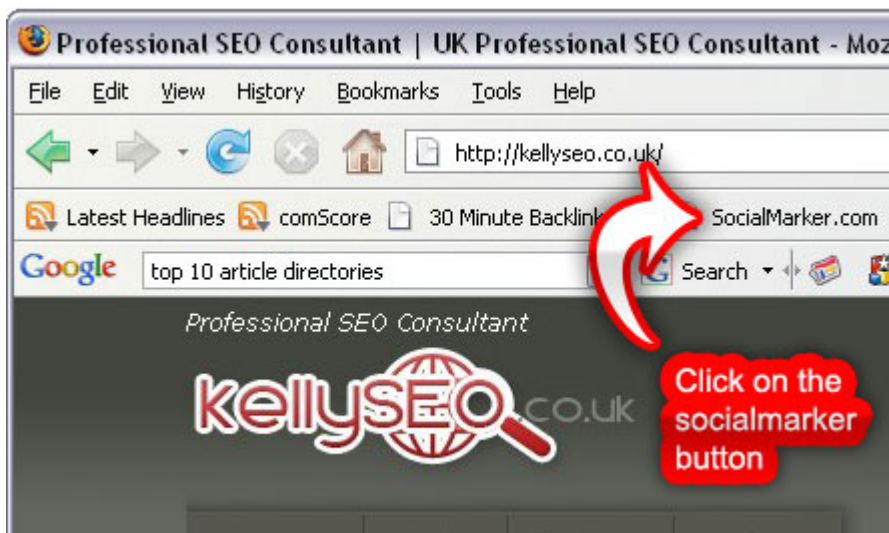 Professional SEO Consultant | UK Professional SEO Consultant - Moz
File Edit View History Bookmarks Tools Help
http://kellyseo.co.uk/
Latest Headlines comScore 30 Minute Backlink SocialMarker.com
Google top 10 article directories G Search
Professional SEO Consultant
kellySEO.co.uk
Click on the
socialmarker
button